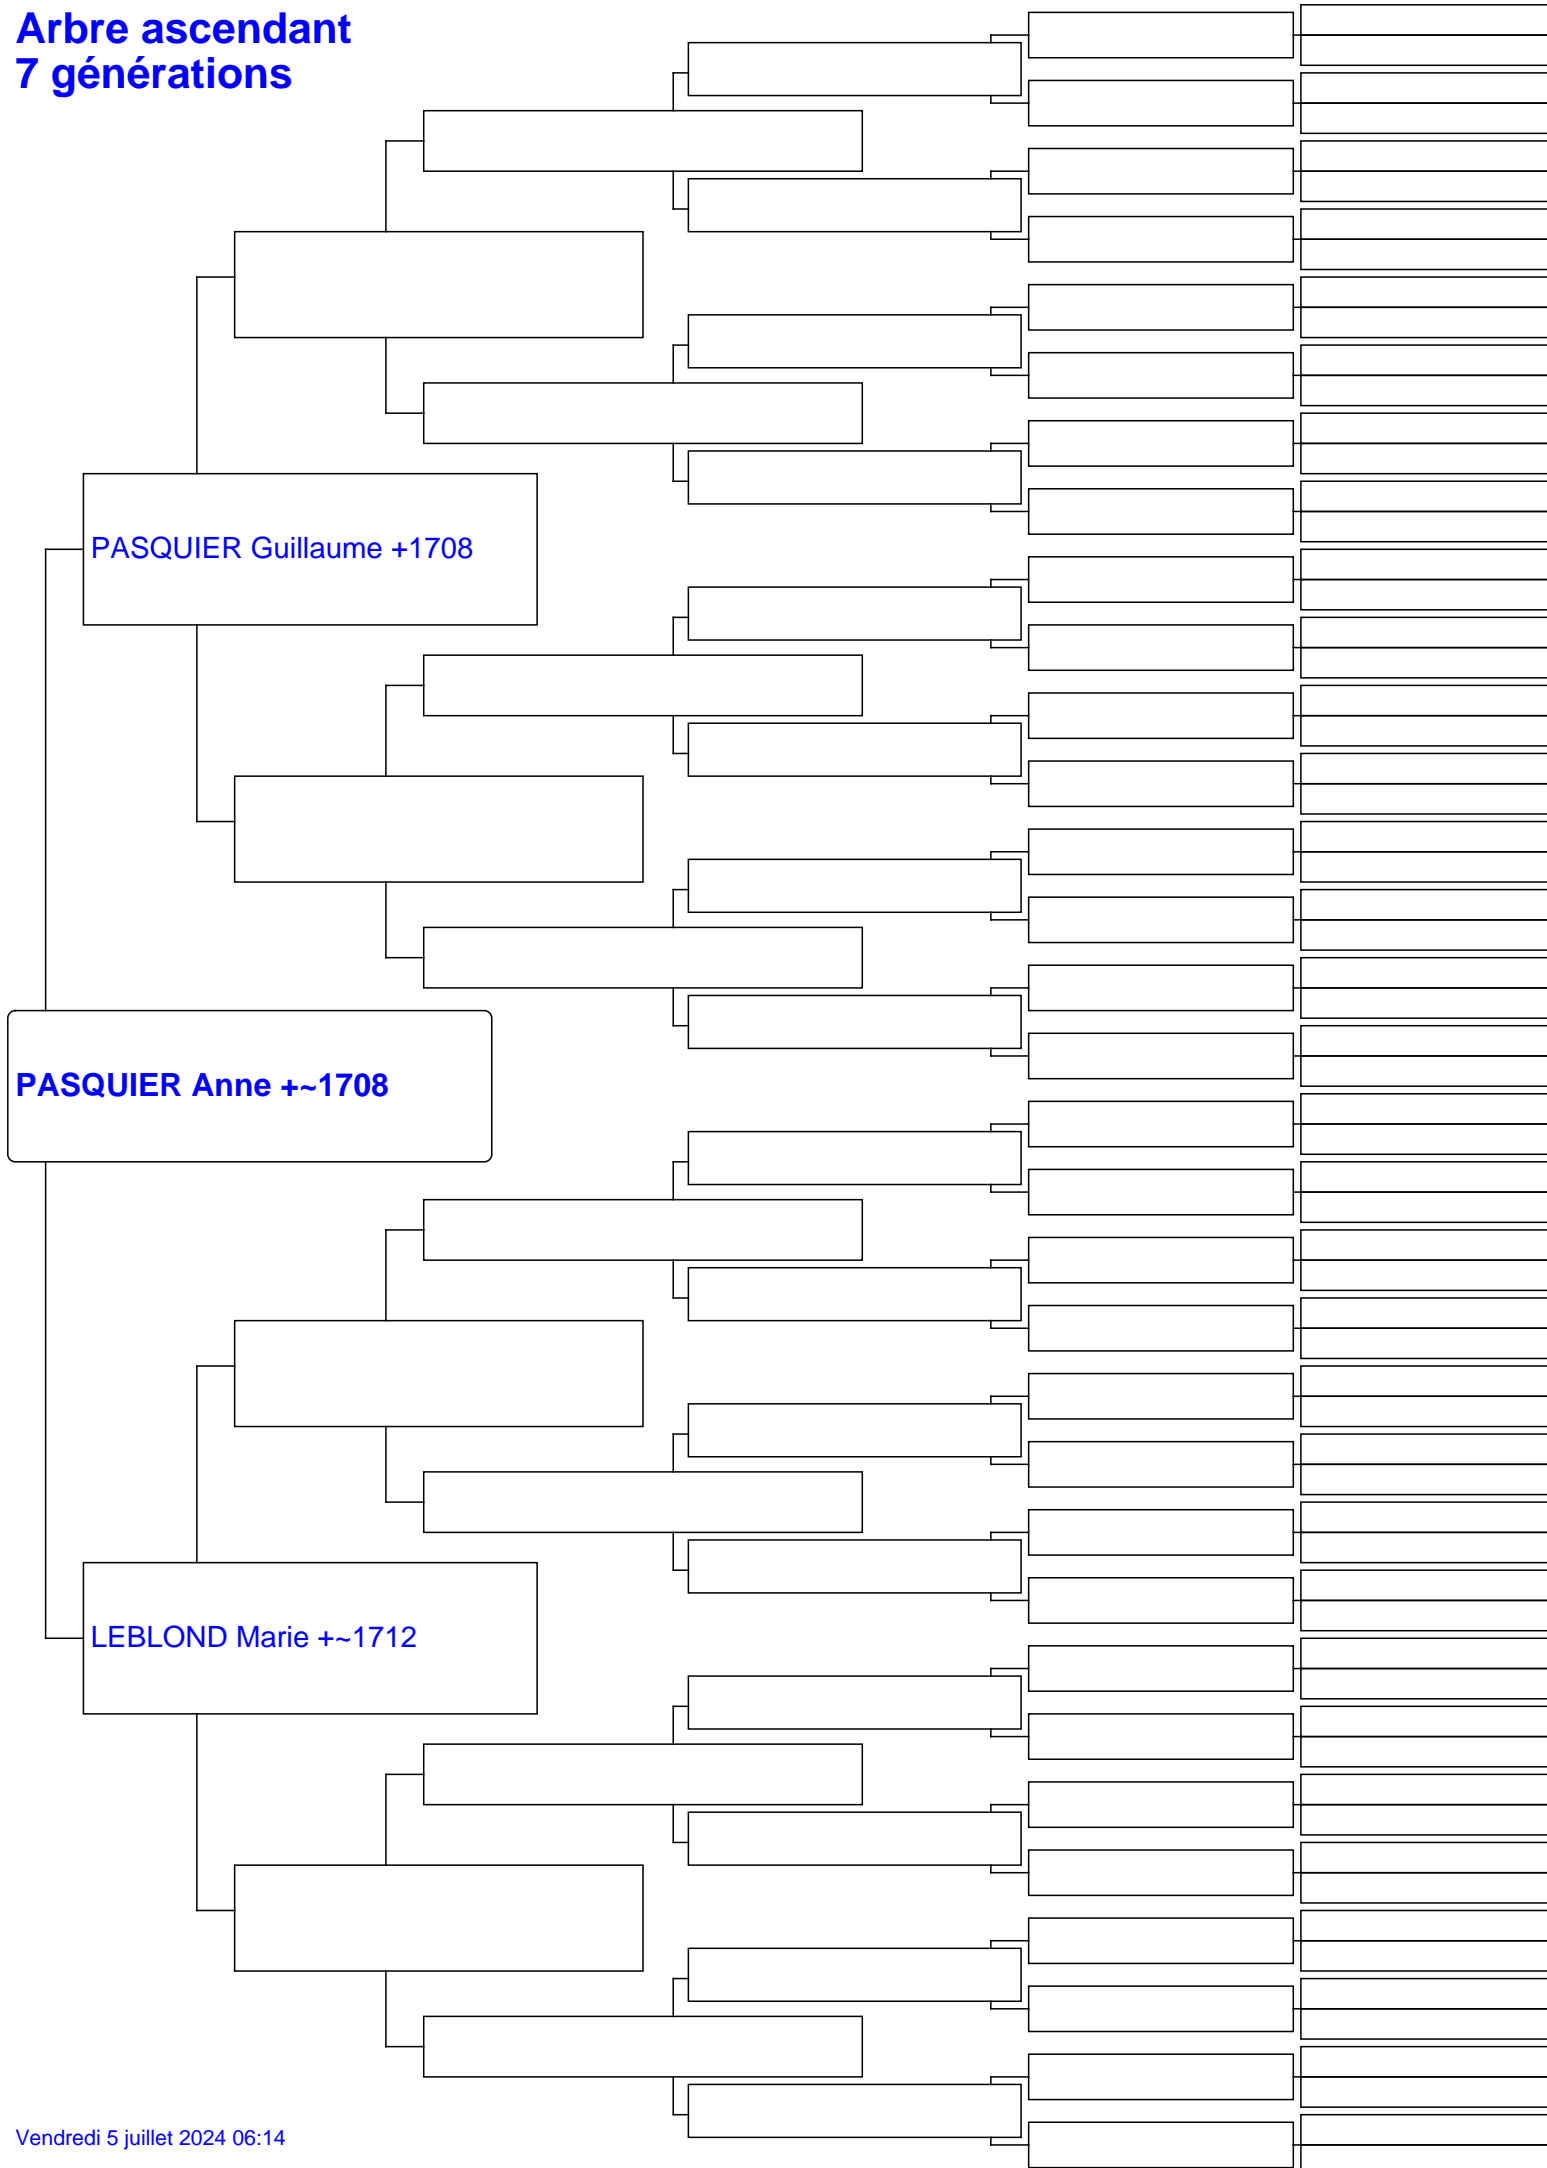 Arbre ascendant
7 générations
PASQUIER Guillaume +1708
PASQUIER Anne +~1708
LEBLOND Marie +~1712
Vendredi 5 juillet 2024 06:14